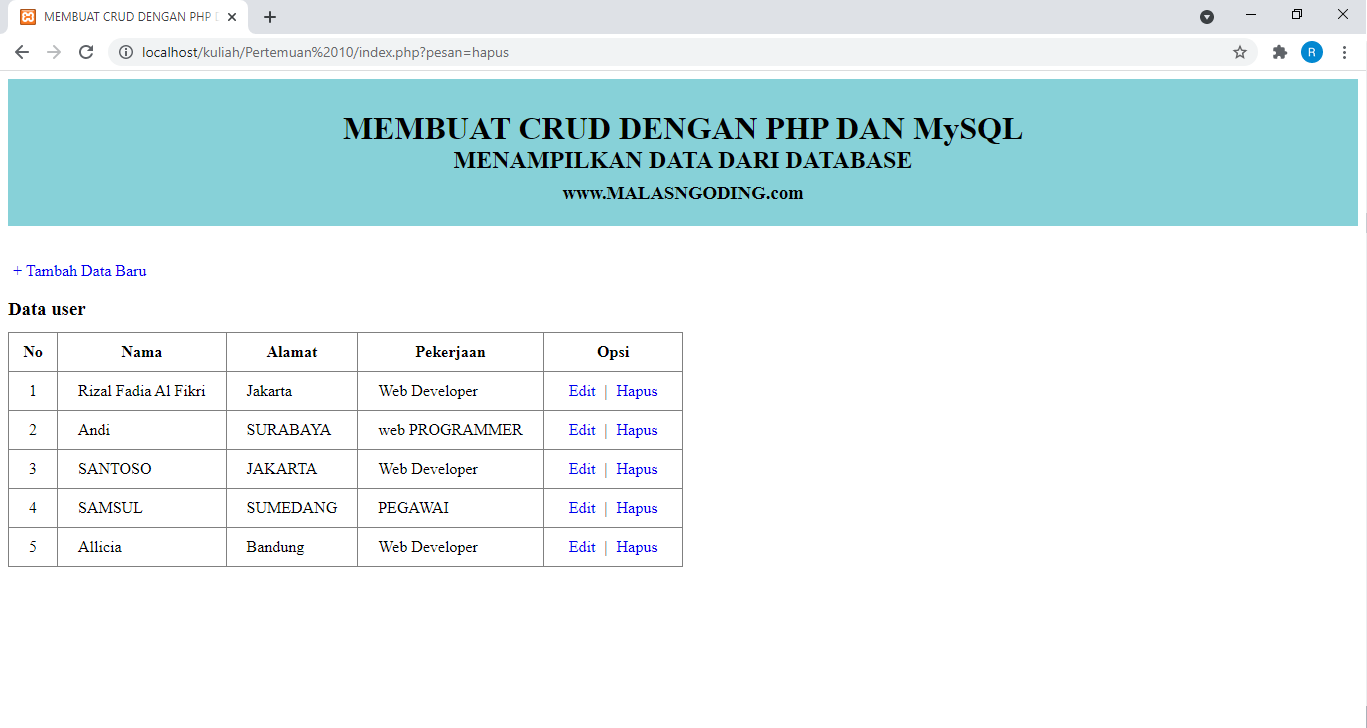 MEMBUAT CRUD DENGAN PHP D
localhost/kuliah/Pertemuan%2010/index.php?pesan=hapus
R
MEMBUAT CRUD DENGAN PHP DAN MySQL
MENAMPILKAN DATA DARI DATABASE
www.MALASNGODING.com
+ Tambah Data Baru
Data user
No Nama Alamat Pekerjaan Opsi
1 Rizal Fadia Al Fikri Jakarta Web Developer Edit | Hapus
2 Andi SURABAYA web PROGRAMMER Edit | Hapus
3 SANTOSO JAKARTA Web Developer Edit | Hapus
4 SAMSUL SUMEDANG PEGAWAI Edit | Hapus
5 Allicia Bandung Web Developer Edit | Hapus